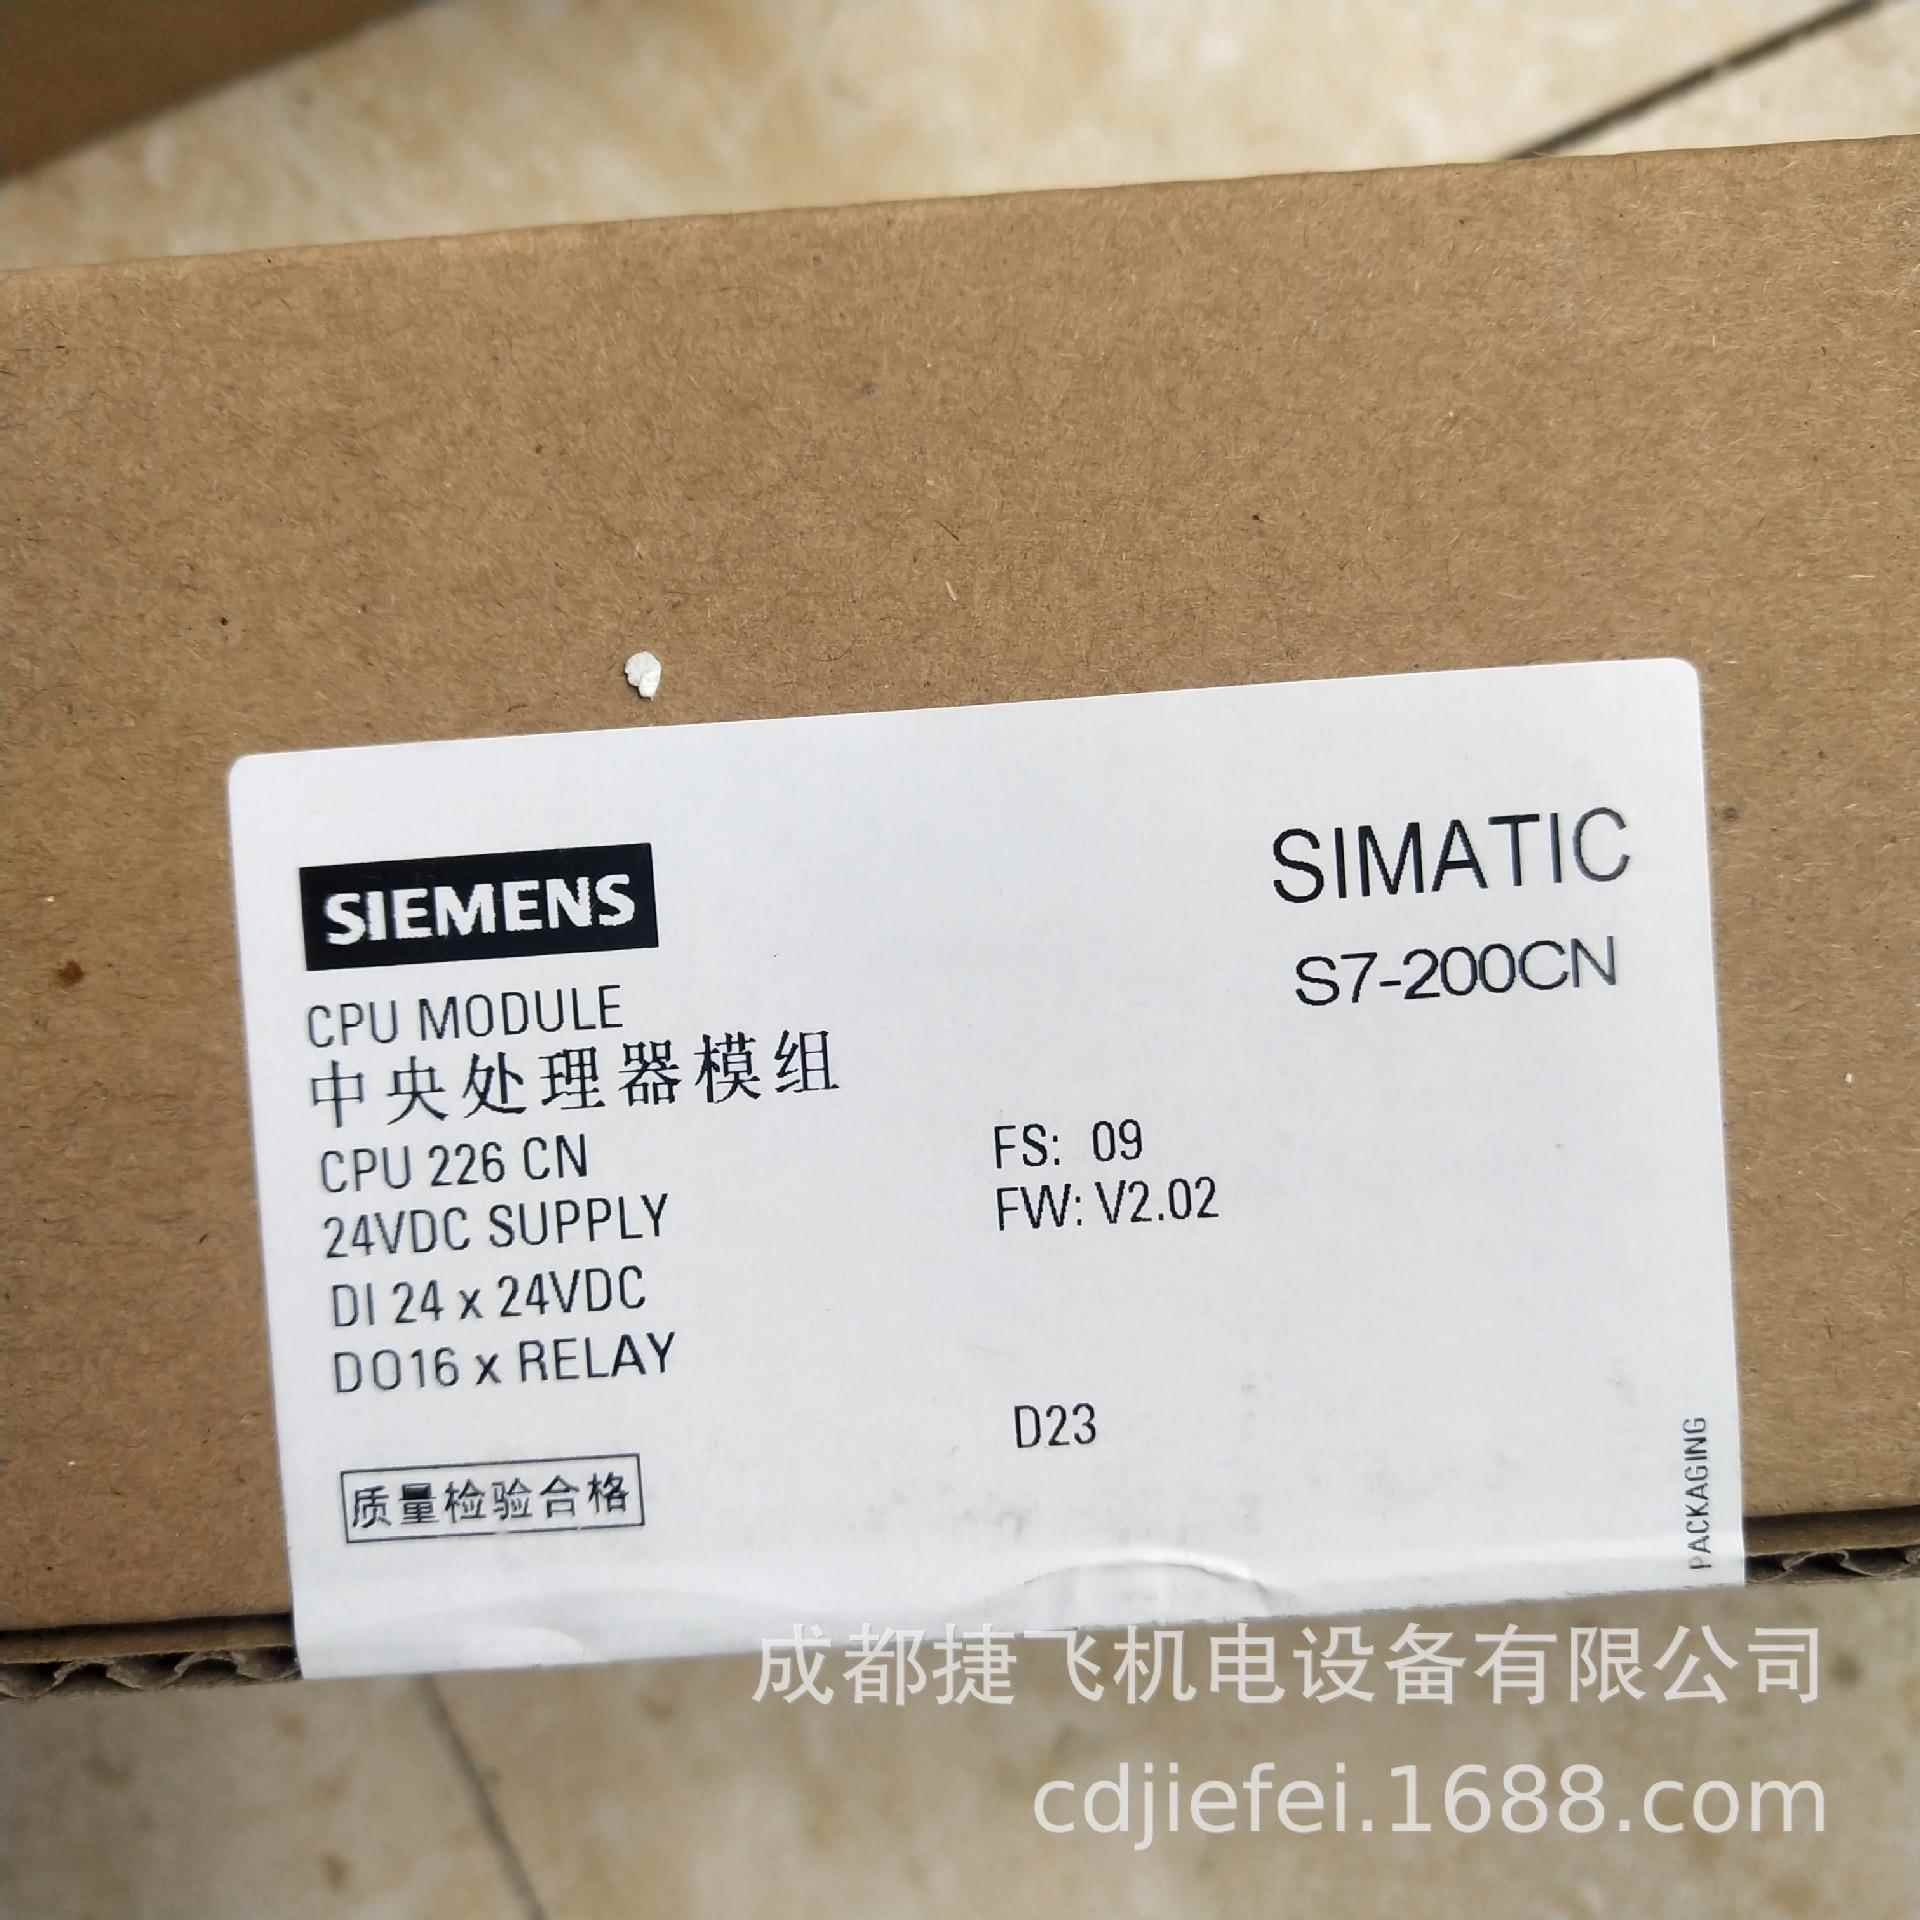 SIEMENS
SIMATIC
S7-200CN
CPU MODULE
中央处理器模组
CPU 226 CN
24VDC SUPPLY
DI 24 x 24VDC
DO16 x RELAY
FS: 09
FW: V2.02
D23
质量检验合格
PACKAGING
成都捷飞机电设备有限公司
cdjiefei.1688.com